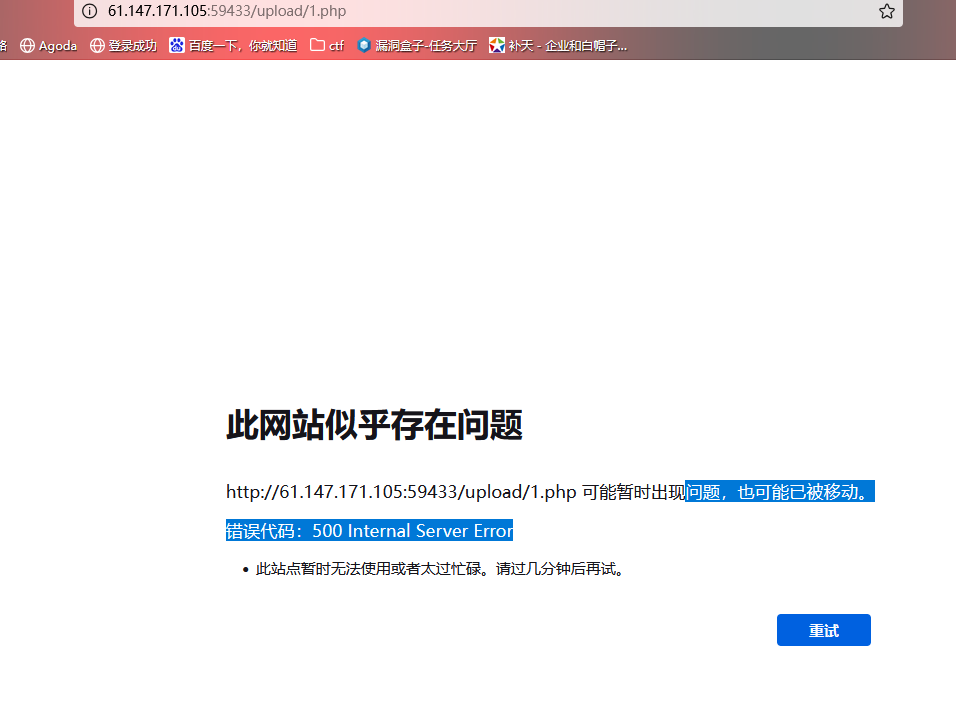 61.147.171.105:59433/upload/1.php
Agoda 登录成功 百度一下，你就知道 ctf 漏洞盒子-任务大厅 补天 - 企业和白帽子...
此网站似乎存在问题
http://61.147.171.105:59433/upload/1.php 可能暂时出现问题，也可能已被移动。
错误代码：500 Internal Server Error
• 此站点暂时无法使用或者太过忙碌。请过几分钟后再试。
重试